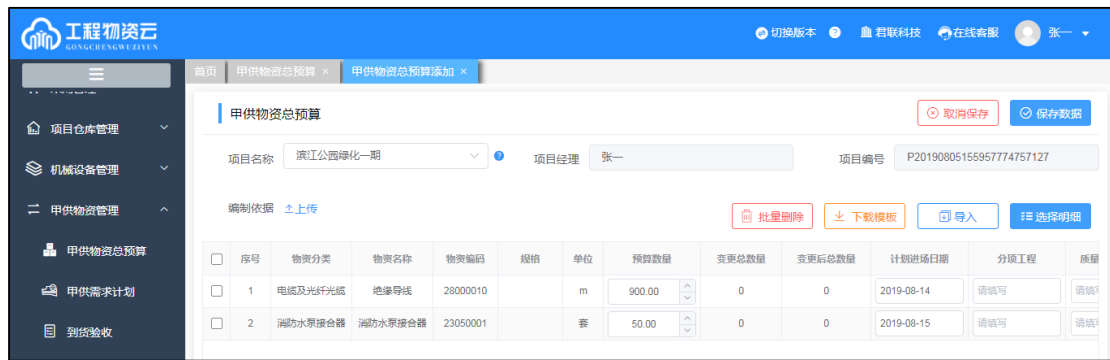 工程物资云
GONGCHENGWUZIYUN
切换版本
君联科技
在线客服
张一
首页 甲供物资总预算 × 甲供物资总预算添加 ×
项目仓库管理
机械设备管理
甲供物资管理
甲供物资总预算
甲供需求计划
到货验收
甲供物资总预算
取消保存
保存数据
项目名称 滨江公园绿化一期 项目经理 张一 项目编号 P20190805155957774757127
编制依据 上传
批量删除 下载模板 导入 选择明细
序号 物资分类 物资名称 物资编码 规格 单位 预算数量 变更总数量 变更后总数量 计划进场日期 分项工程 质量
1 电缆及光纤光缆 绝缘导线 28000010 m 900.00 0 0 2019-08-14 请填写 请填写
2 消防水泵接合器 消防水泵接合器 23050001 套 50.00 0 0 2019-08-15 请填写 请填写